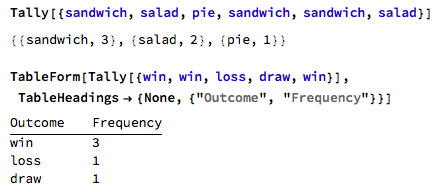 Tally[{sandwich, salad, pie, sandwich, sandwich, salad}]
{{sandwich, 3}, {salad, 2}, {pie, 1}}
TableForm[Tally[{win, win, loss, draw, win}],
TableHeadings → {None, {"Outcome", "Frequency"}}]
Outcome Frequency
win 3
loss 1
draw 1